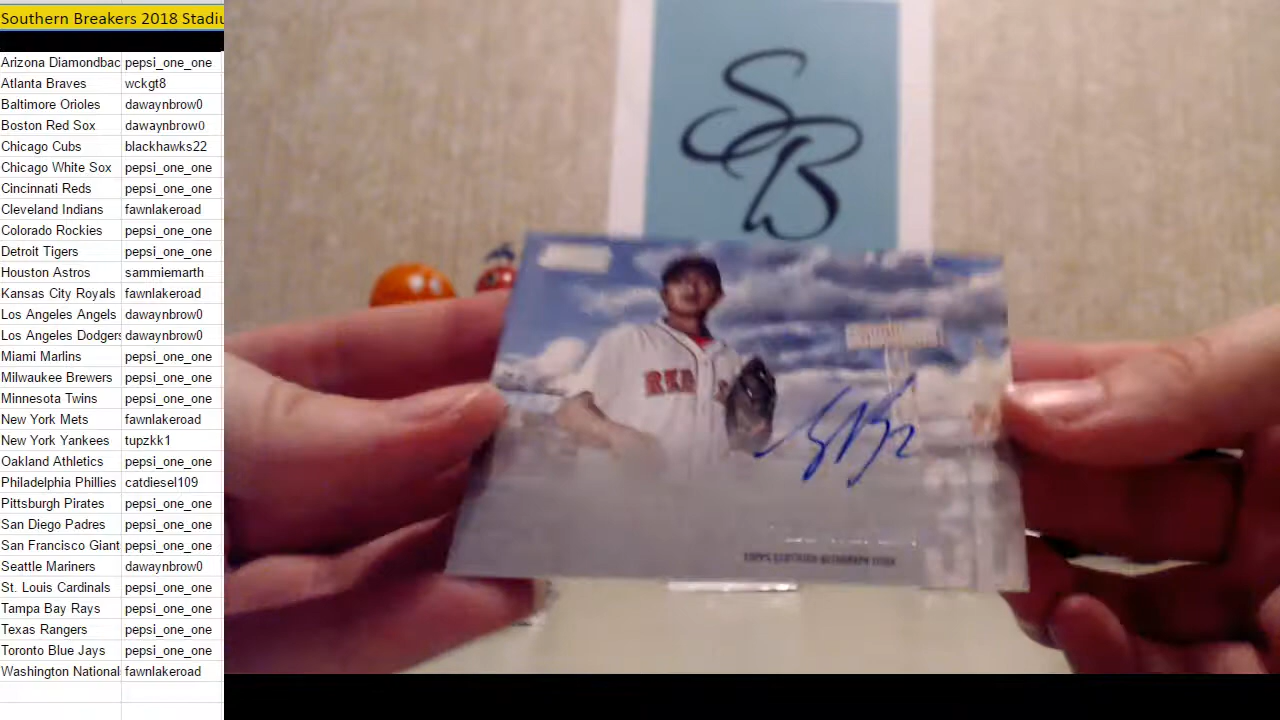 Southern Breakers 2018 Stadiu
Arizona Diamondbac pepsi_one_one
Atlanta Braves wckgt8
Baltimore Orioles dawaynbrow0
Boston Red Sox dawaynbrow0
Chicago Cubs blackhawks22
Chicago White Sox pepsi_one_one
Cincinnati Reds pepsi_one_one
Cleveland Indians fawnlakeroad
Colorado Rockies pepsi_one_one
Detroit Tigers pepsi_one_one
Houston Astros sammiemarth
Kansas City Royals fawnlakeroad
Los Angeles Angels dawaynbrow0
Los Angeles Dodgers dawaynbrow0
Miami Marlins pepsi_one_one
Milwaukee Brewers pepsi_one_one
Minnesota Twins pepsi_one_one
New York Mets fawnlakeroad
New York Yankees tupzkk1
Oakland Athletics pepsi_one_one
Philadelphia Phillies catdiesel109
Pittsburgh Pirates pepsi_one_one
San Diego Padres pepsi_one_one
San Francisco Giant pepsi_one_one
Seattle Mariners dawaynbrow0
St. Louis Cardinals pepsi_one_one
Tampa Bay Rays pepsi_one_one
Texas Rangers pepsi_one_one
Toronto Blue Jays pepsi_one_one
Washington National fawnlakeroad
SB
RED
TOPPS CERTIFIED AUTOGRAPH ISSUE